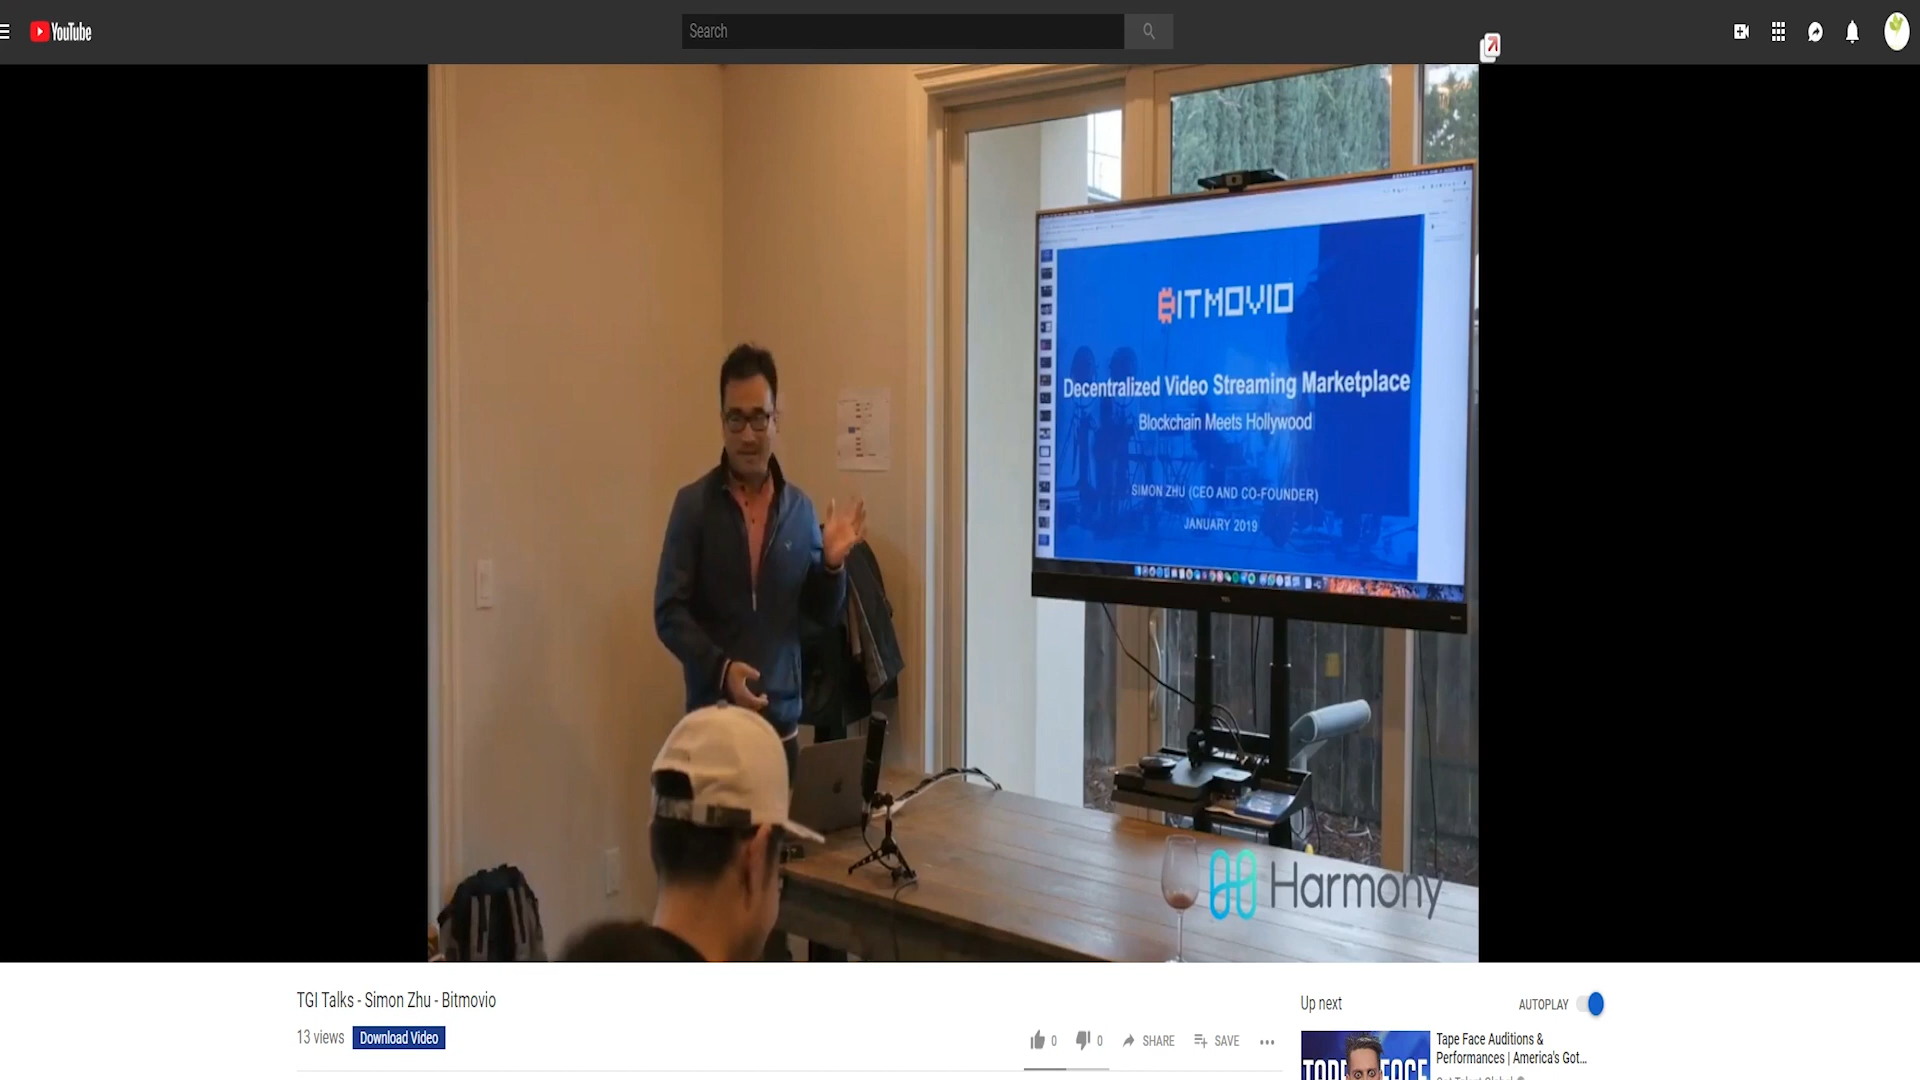 YouTube
Search
BITMOVIO
Decentralized Video Streaming Marketplace
Blockchain Meets Hollywood
SIMON ZHU (CEO AND CO-FOUNDER)
JANUARY 2019
Harmony
TGI Talks - Simon Zhu - Bitmovio
13 views
Download Video
0
0
SHARE
SAVE
Up next
AUTOPLAY
Tape Face Auditions &
Performances | America's Got...
TAPE FACE